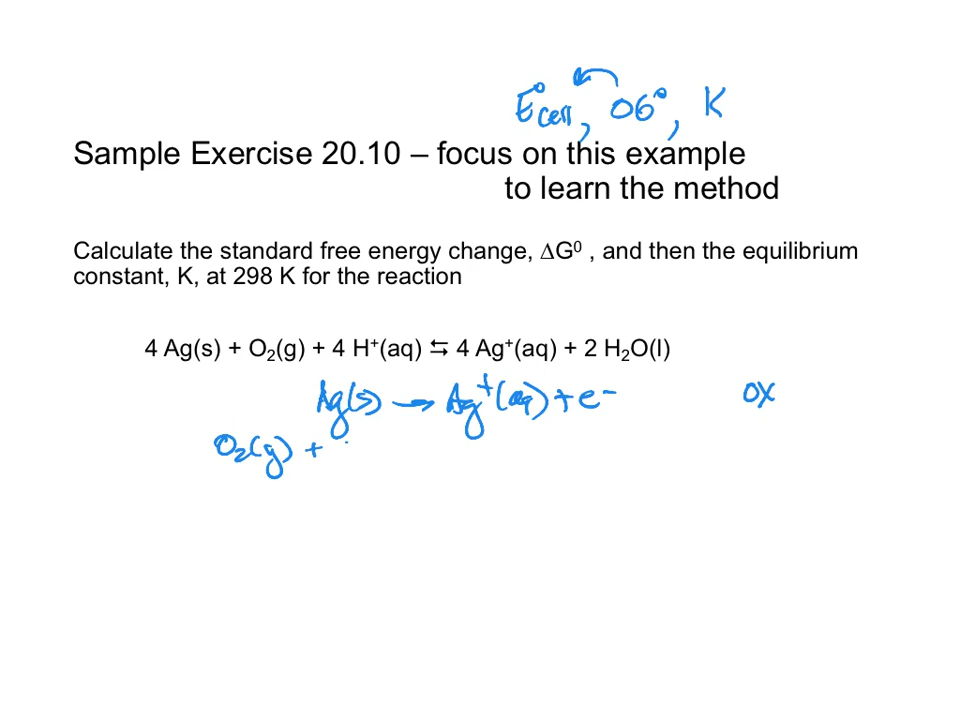 E°cell, ΔG°, K
Sample Exercise 20.10 – focus on this example
to learn the method
Calculate the standard free energy change, ∆G⁰ , and then the equilibrium
constant, K, at 298 K for the reaction
4 Ag(s) + O₂(g) + 4 H⁺(aq) ⇆ 4 Ag⁺(aq) + 2 H₂O(l)
Ag(s) → Ag⁺(aq) + e⁻ ox
O₂(g) +